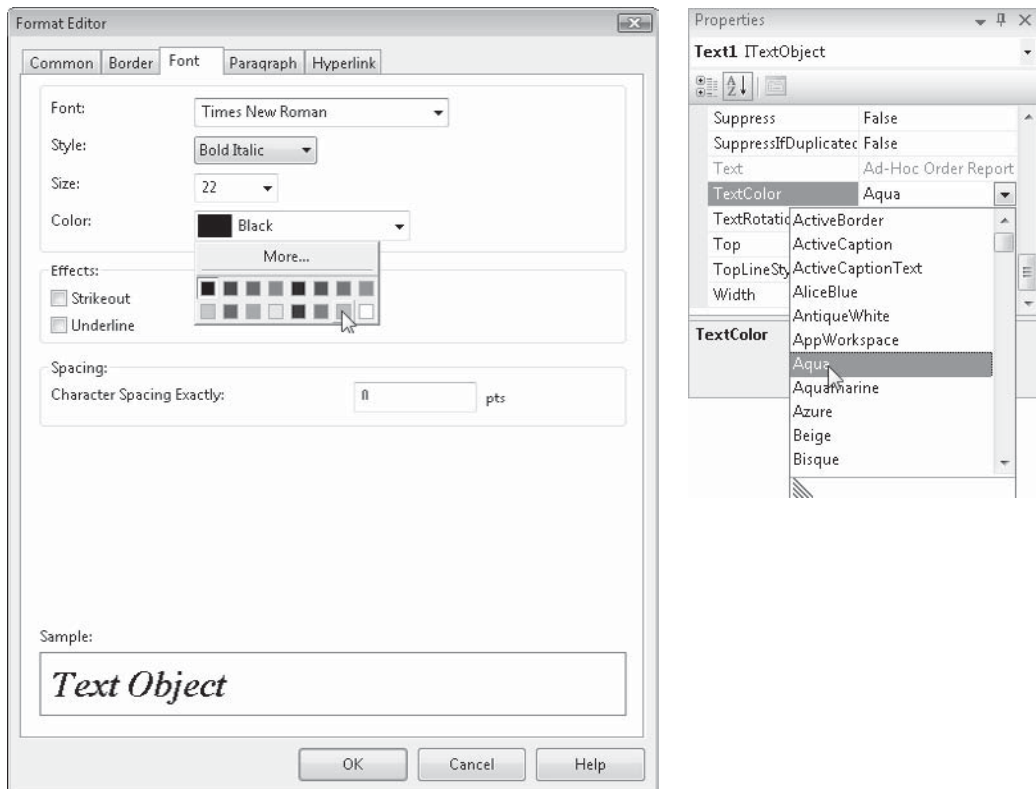 Format Editor
Common Border Font Paragraph Hyperlink
Font: Times New Roman
Style: Bold Italic
Size: 22
Color: Black
More...
Effects:
Strikeout
Underline
Spacing:
Character Spacing Exactly: 0 pts
Sample:
Text Object
OK Cancel Help
Properties
Text1 ITextObject
Suppress False
SuppressIfDuplicated False
Text Ad-Hoc Order Report
TextColor Aqua
TextRotatic
Top
TopLineSty
Width
TextColor
ActiveBorder
ActiveCaption
ActiveCaptionText
AliceBlue
AntiqueWhite
AppWorkspace
Aqua
Aquamarine
Azure
Beige
Bisque